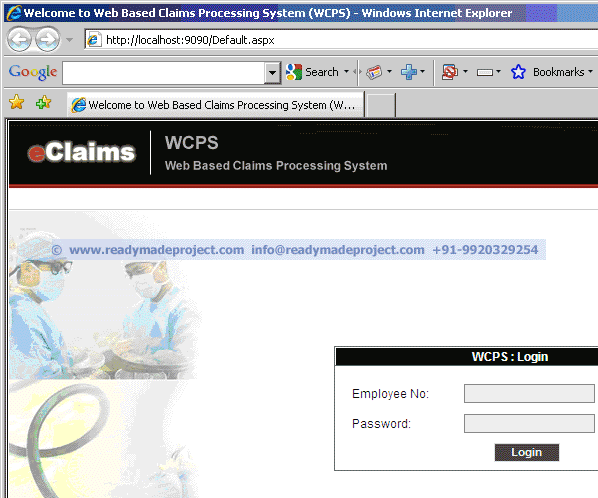 Welcome to Web Based Claims Processing System (WCPS) - Windows Internet Explorer
http://localhost:9090/Default.aspx
Google Search Bookmarks
Welcome to Web Based Claims Processing System (W...
eClaims WCPS
Web Based Claims Processing System
© www.readymadeproject.com info@readymadeproject.com +91-9920329254
WCPS : Login
Employee No:
Password:
Login